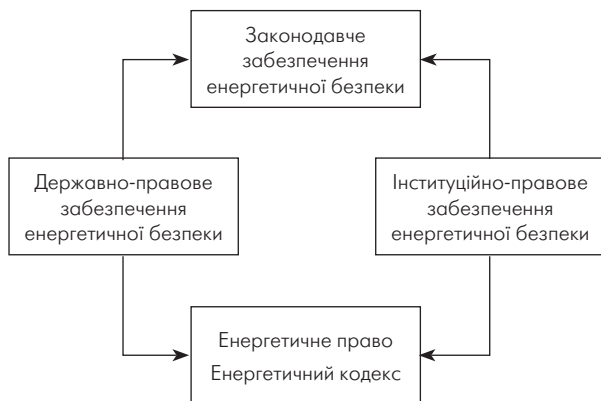 Законодавче
забезпечення
енергетичної безпеки
Державно-правове
забезпечення
енергетичної безпеки
Інституційно-правове
забезпечення
енергетичної безпеки
Енергетичне право
Енергетичний кодекс